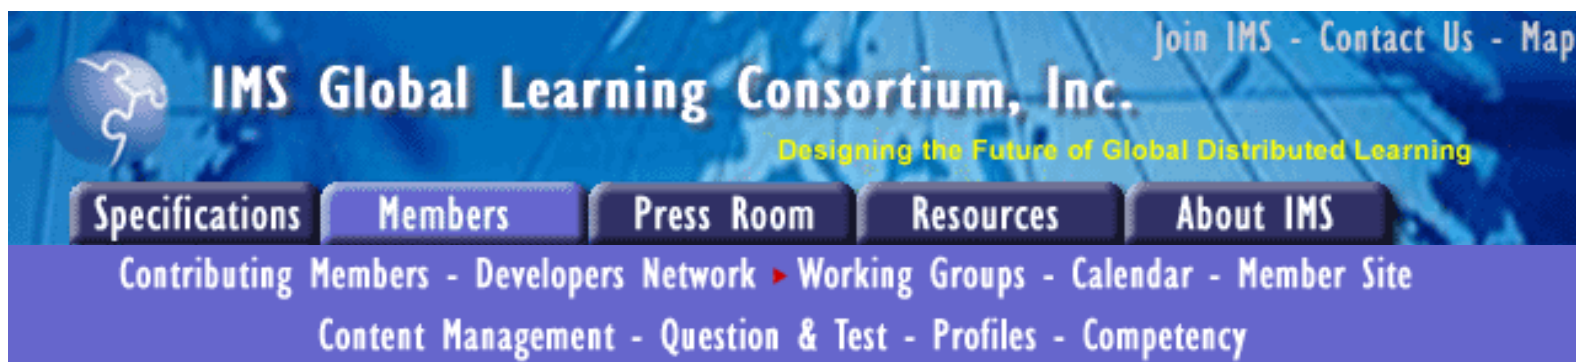 Join IMS - Contact Us - Map
IMS Global Learning Consortium, Inc.
Designing the Future of Global Distributed Learning
Specifications Members Press Room Resources About IMS
Contributing Members - Developers Network ▸ Working Groups - Calendar - Member Site
Content Management - Question & Test - Profiles - Competency